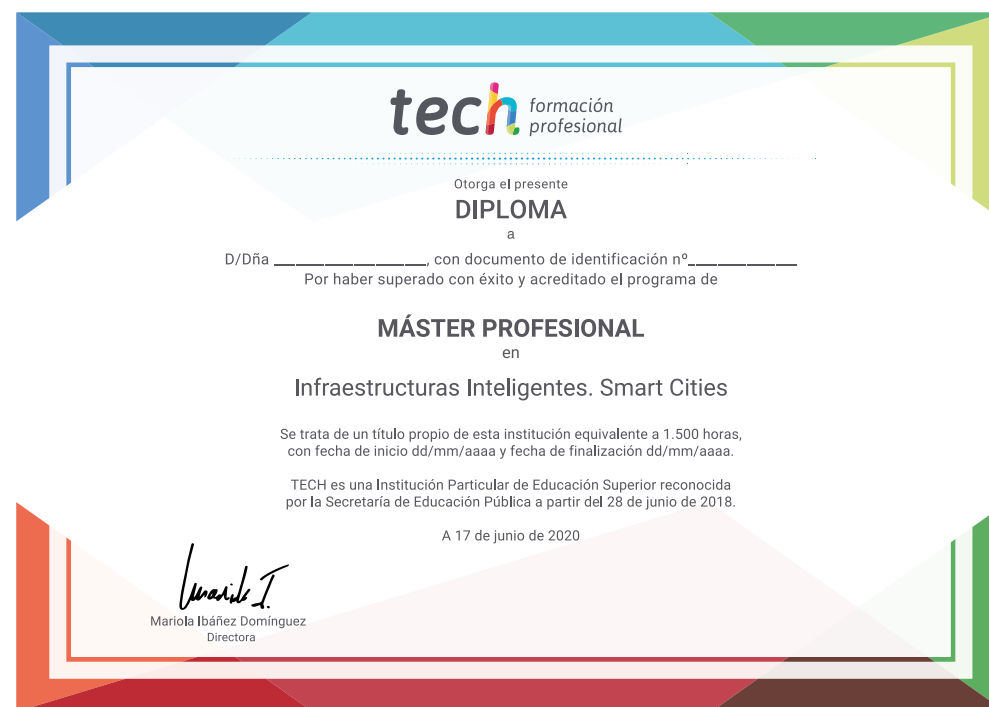 tech formación
profesional
Otorga el presente
DIPLOMA
a
D/Dña __________________, con documento de identificación nº_____________
Por haber superado con éxito y acreditado el programa de
MÁSTER PROFESIONAL
en
Infraestructuras Inteligentes. Smart Cities
Se trata de un título propio de esta institución equivalente a 1.500 horas,
con fecha de inicio dd/mm/aaaa y fecha de finalización dd/mm/aaaa.
TECH es una Institución Particular de Educación Superior reconocida
por la Secretaría de Educación Pública a partir del 28 de junio de 2018.
A 17 de junio de 2020
Mariola I.
Mariola Ibáñez Domínguez
Directora